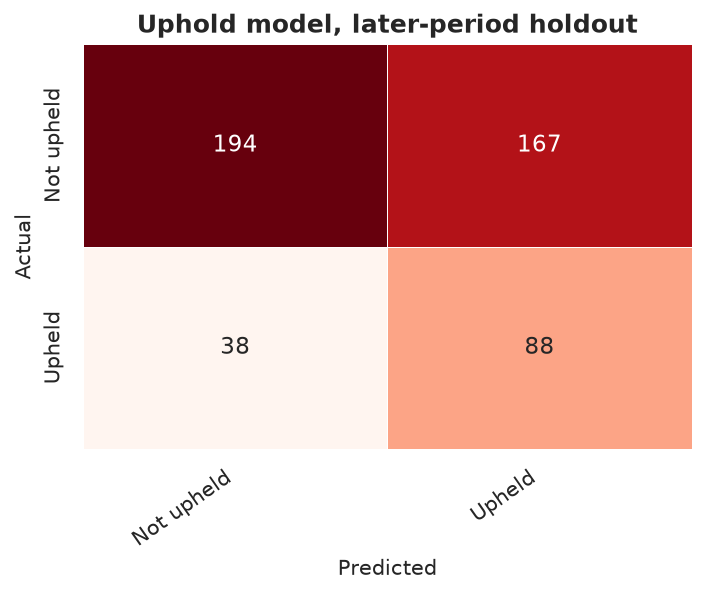 Uphold model, later-period holdout
Actual
Not upheld
194
167
Upheld
38
88
Not upheld
Upheld
Predicted